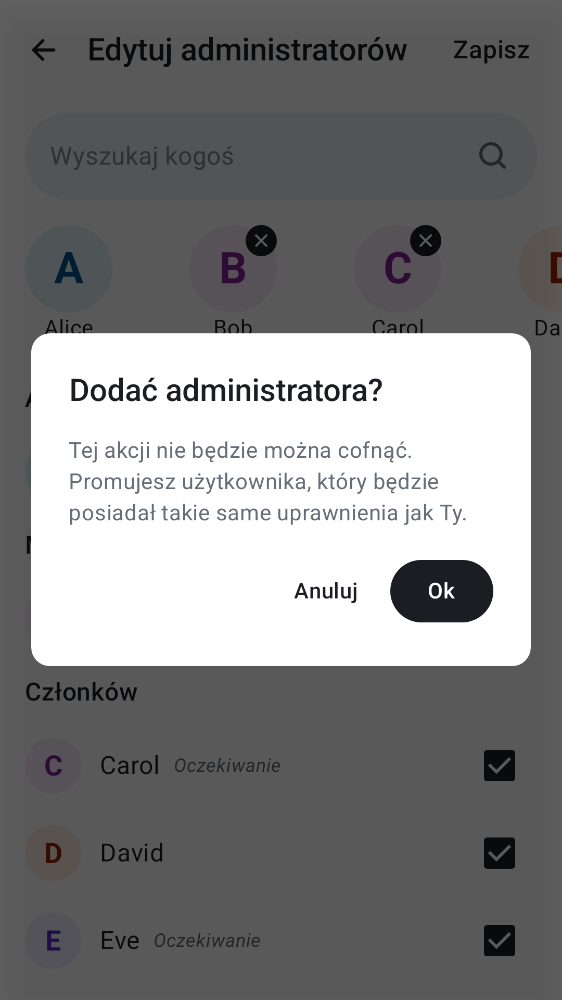 Edytuj administratorów
Zapisz
Wyszukaj kogoś
A
B
C
Alice
Bob
Carol
Da
Dodać administratora?
Tej akcji nie będzie można cofnąć.
Promujesz użytkownika, który będzie
posiadał takie same uprawnienia jak Ty.
Anuluj
Ok
Członków
C
Carol Oczekiwanie
D
David
E
Eve Oczekiwanie